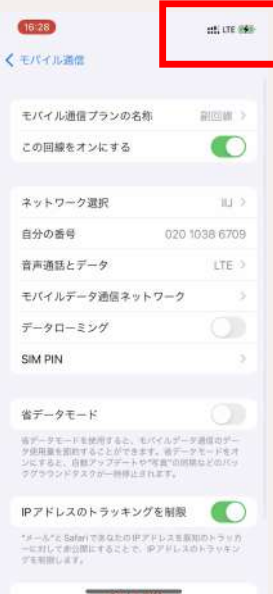 16:28
LTE
モバイル通信
モバイル通信プランの名称 副回線
この回線をオンにする
ネットワーク選択 IIJ
自分の番号 020 1038 6709
音声通話とデータ LTE
モバイルデータ通信ネットワーク
データローミング
SIM PIN
省データモード
省データモードを使用すると、モバイルデータ通信のデー
タ使用量を節約することができます。省データモードをオ
ンにすると、自動アップデートや"写真"の同期などのバッ
クグラウンドタスクが一時停止されます。
IPアドレスのトラッキングを制限
"メール"とSafariであなたのIPアドレスを既知のトラッカ
ーに対して非公開にすることで、IPアドレスのトラッキン
グを制限します。